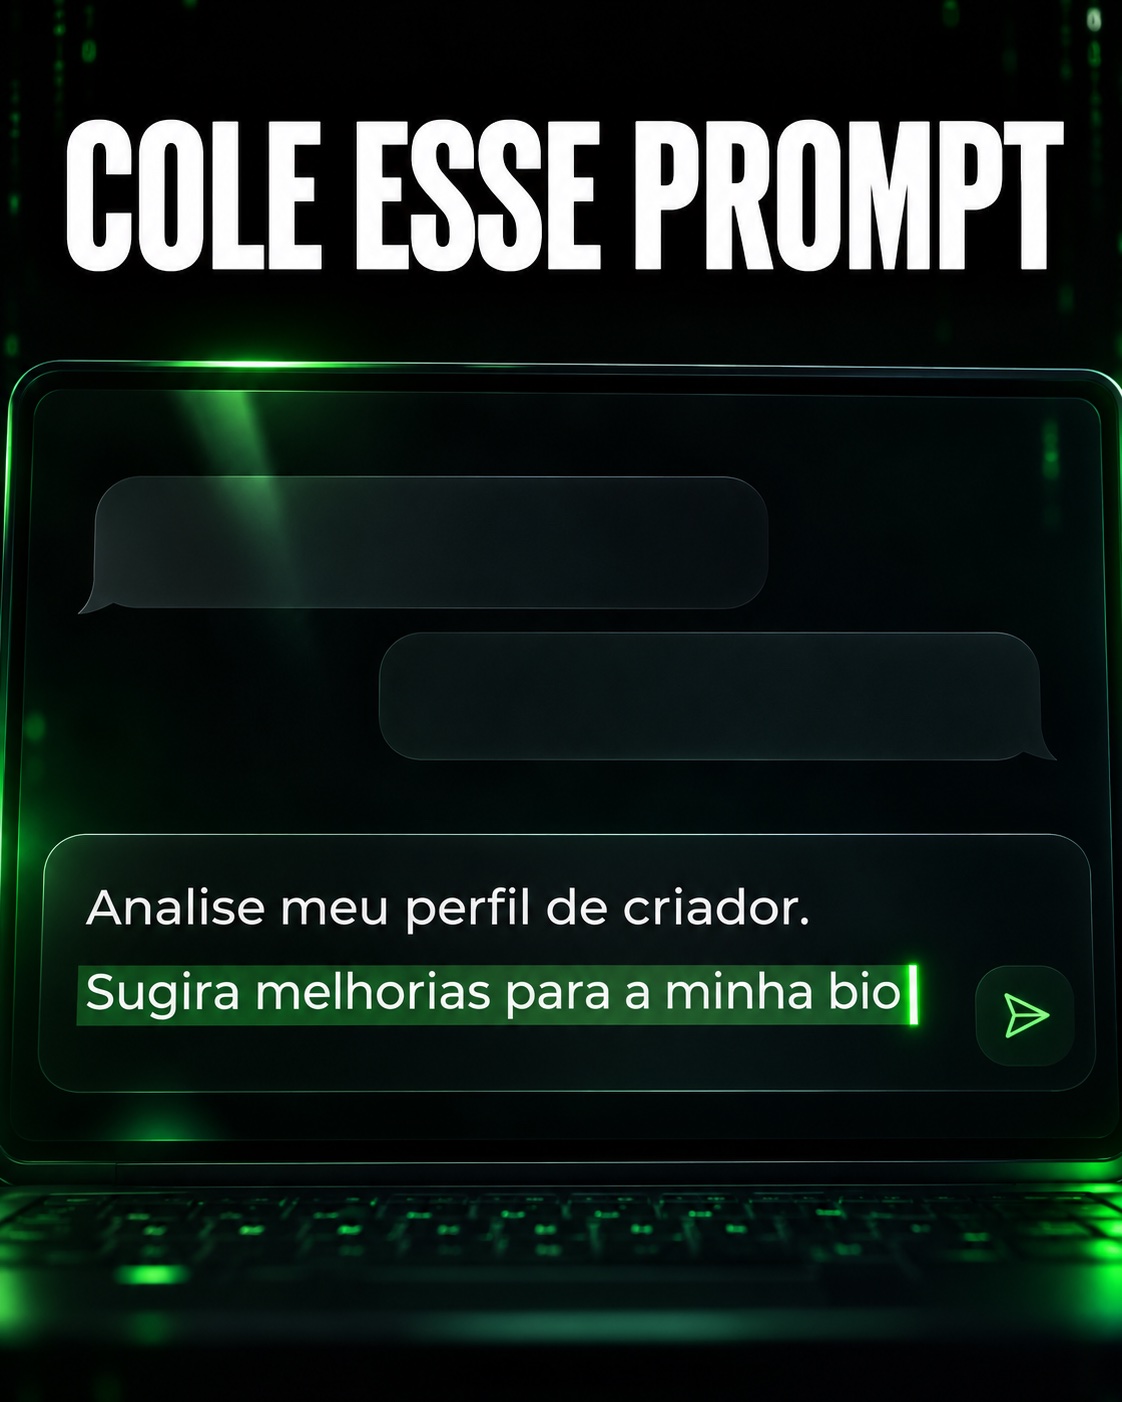 COLE ESSE PROMPT
Analise meu perfil de criador.
Sugira melhorias para a minha bio